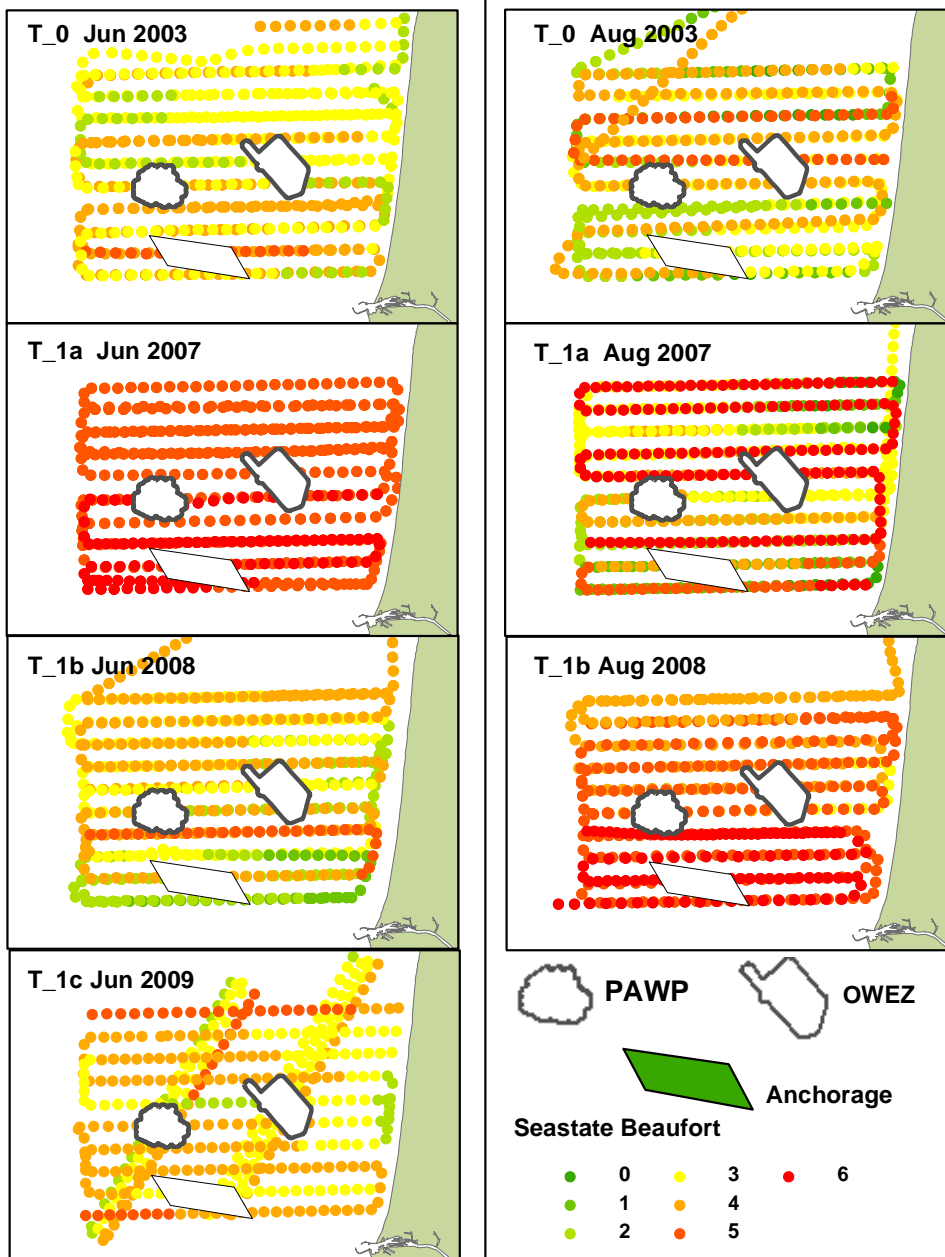 T_0 Jun 2003
T_0 Aug 2003
T_1a Jun 2007
T_1a Aug 2007
T_1b Jun 2008
T_1b Aug 2008
T_1c Jun 2009
PAWP
OWEZ
Anchorage
Seastate Beaufort
0 3 6
1 4
2 5